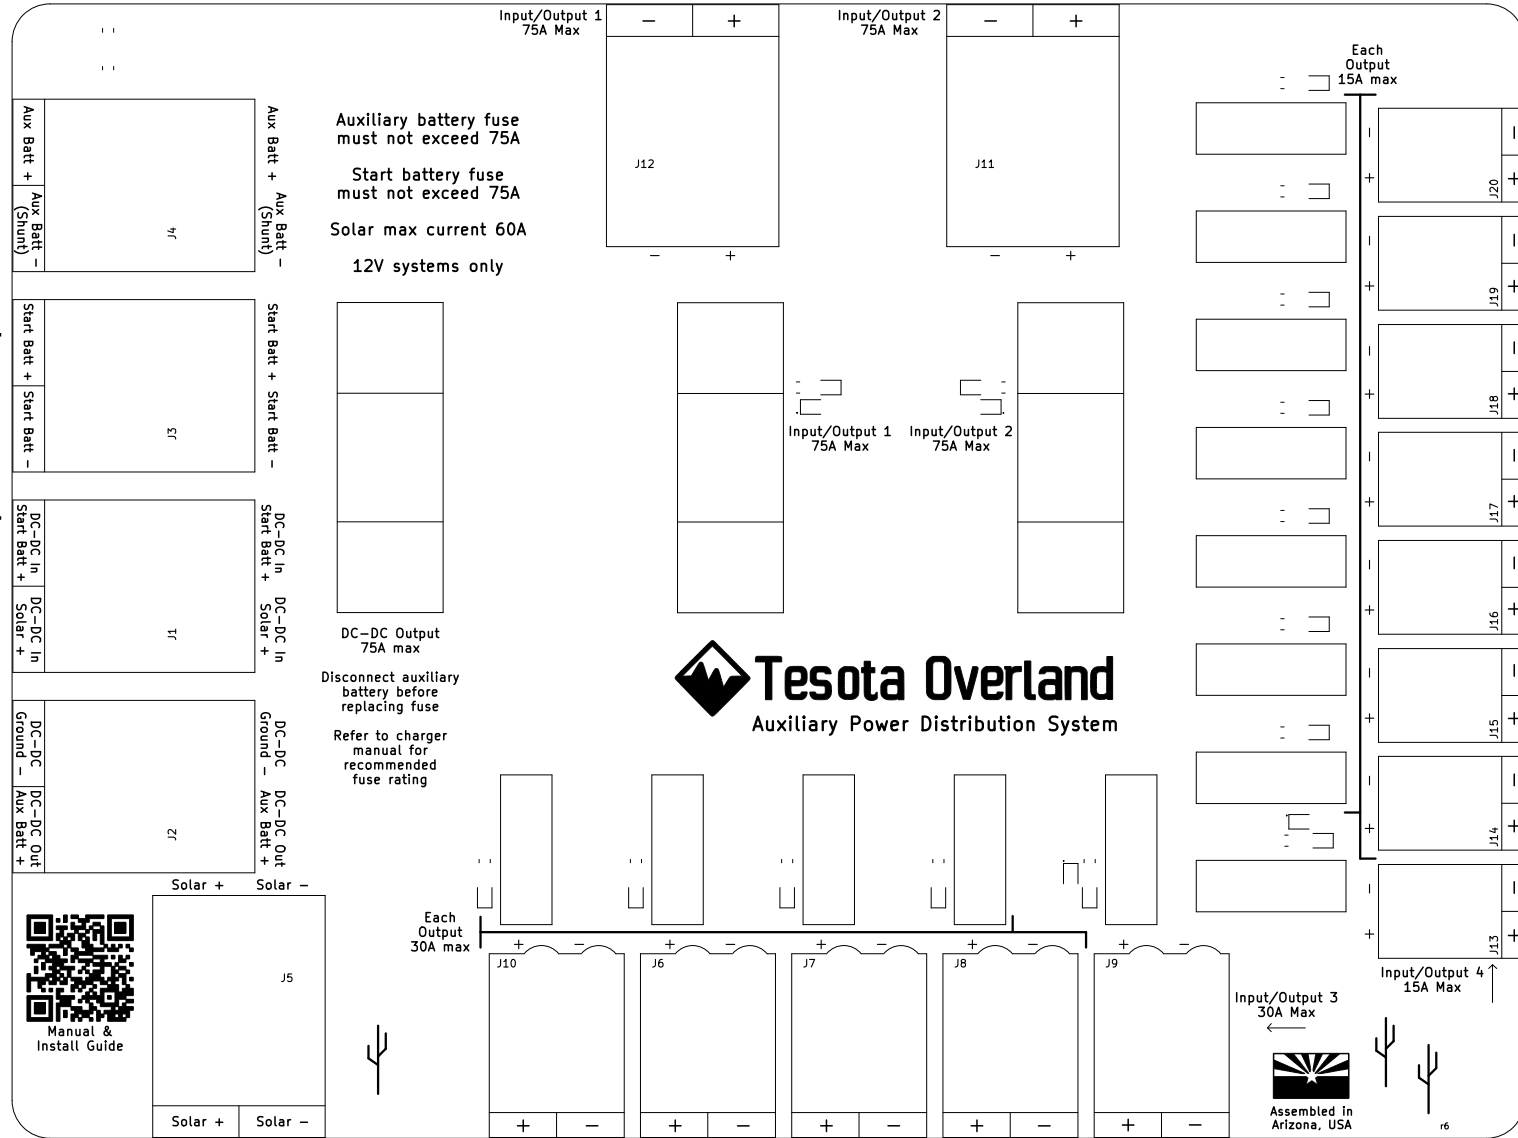 Input/Output 1
75A Max
− +
Input/Output 2
75A Max
− +
Each
Output
15A max
Aux Batt +
Aux Batt −
(Shunt)
J4
Aux Batt +
Aux Batt −
(Shunt)
Auxiliary battery fuse
must not exceed 75A
Start battery fuse
must not exceed 75A
Solar max current 60A
12V systems only
J12
− +
J11
− +
− +
J20
− +
− +
J19
− +
− +
J18
− +
− +
J17
− +
− +
J16
− +
− +
J15
− +
− +
J14
− +
− +
J13
− +
Start Batt +
Start Batt −
J3
Start Batt +
Start Batt −
Input/Output 1
75A Max
Input/Output 2
75A Max
DC−DC In
Start Batt +
DC−DC In
Solar +
J1
DC−DC In
Start Batt +
DC−DC In
Solar +
DC−DC Output
75A max
Disconnect auxiliary
battery before
replacing fuse
Refer to charger
manual for
recommended
fuse rating
Tesota Overland
Auxiliary Power Distribution System
DC−DC
Ground −
DC−DC Out
Aux Batt +
J2
DC−DC
Ground −
DC−DC Out
Aux Batt +
Solar + Solar −
J5
Solar + Solar −
Manual &
Install Guide
Each
Output
30A max
+ −
J10
+ −
+ −
J6
+ −
+ −
J7
+ −
+ −
J8
+ −
+ −
J9
+ −
Input/Output 4
15A Max
Input/Output 3
30A Max
Assembled in
Arizona, USA
r6